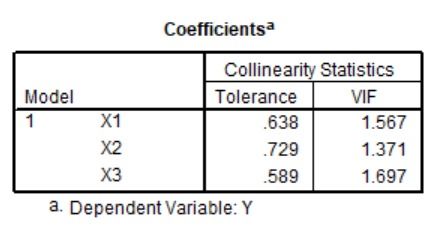 Coefficientsᵃ
Collinearity Statistics
Model Tolerance VIF
1 X1 .638 1.567
X2 .729 1.371
X3 .589 1.697
a. Dependent Variable: Y